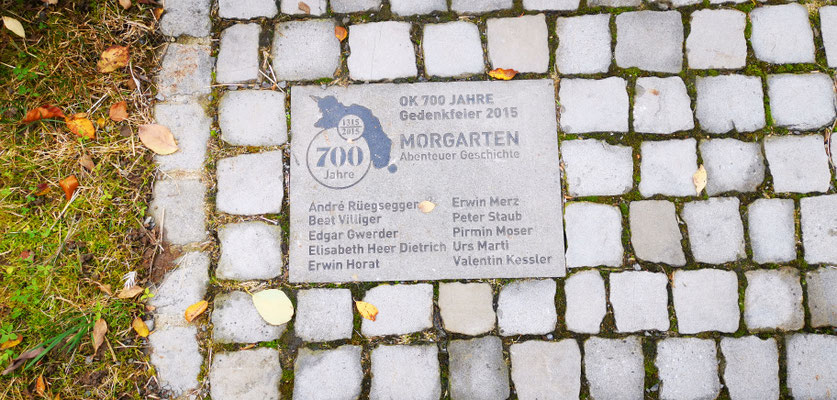 1315
2015
700
Jahre
OK 700 JAHRE
Gedenkfeier 2015
MORGARTEN
Abenteuer Geschichte
André Rüegsegger
Beat Villiger
Edgar Gwerder
Elisabeth Heer Dietrich
Erwin Horat
Erwin Merz
Peter Staub
Pirmin Moser
Urs Marti
Valentin Kessler